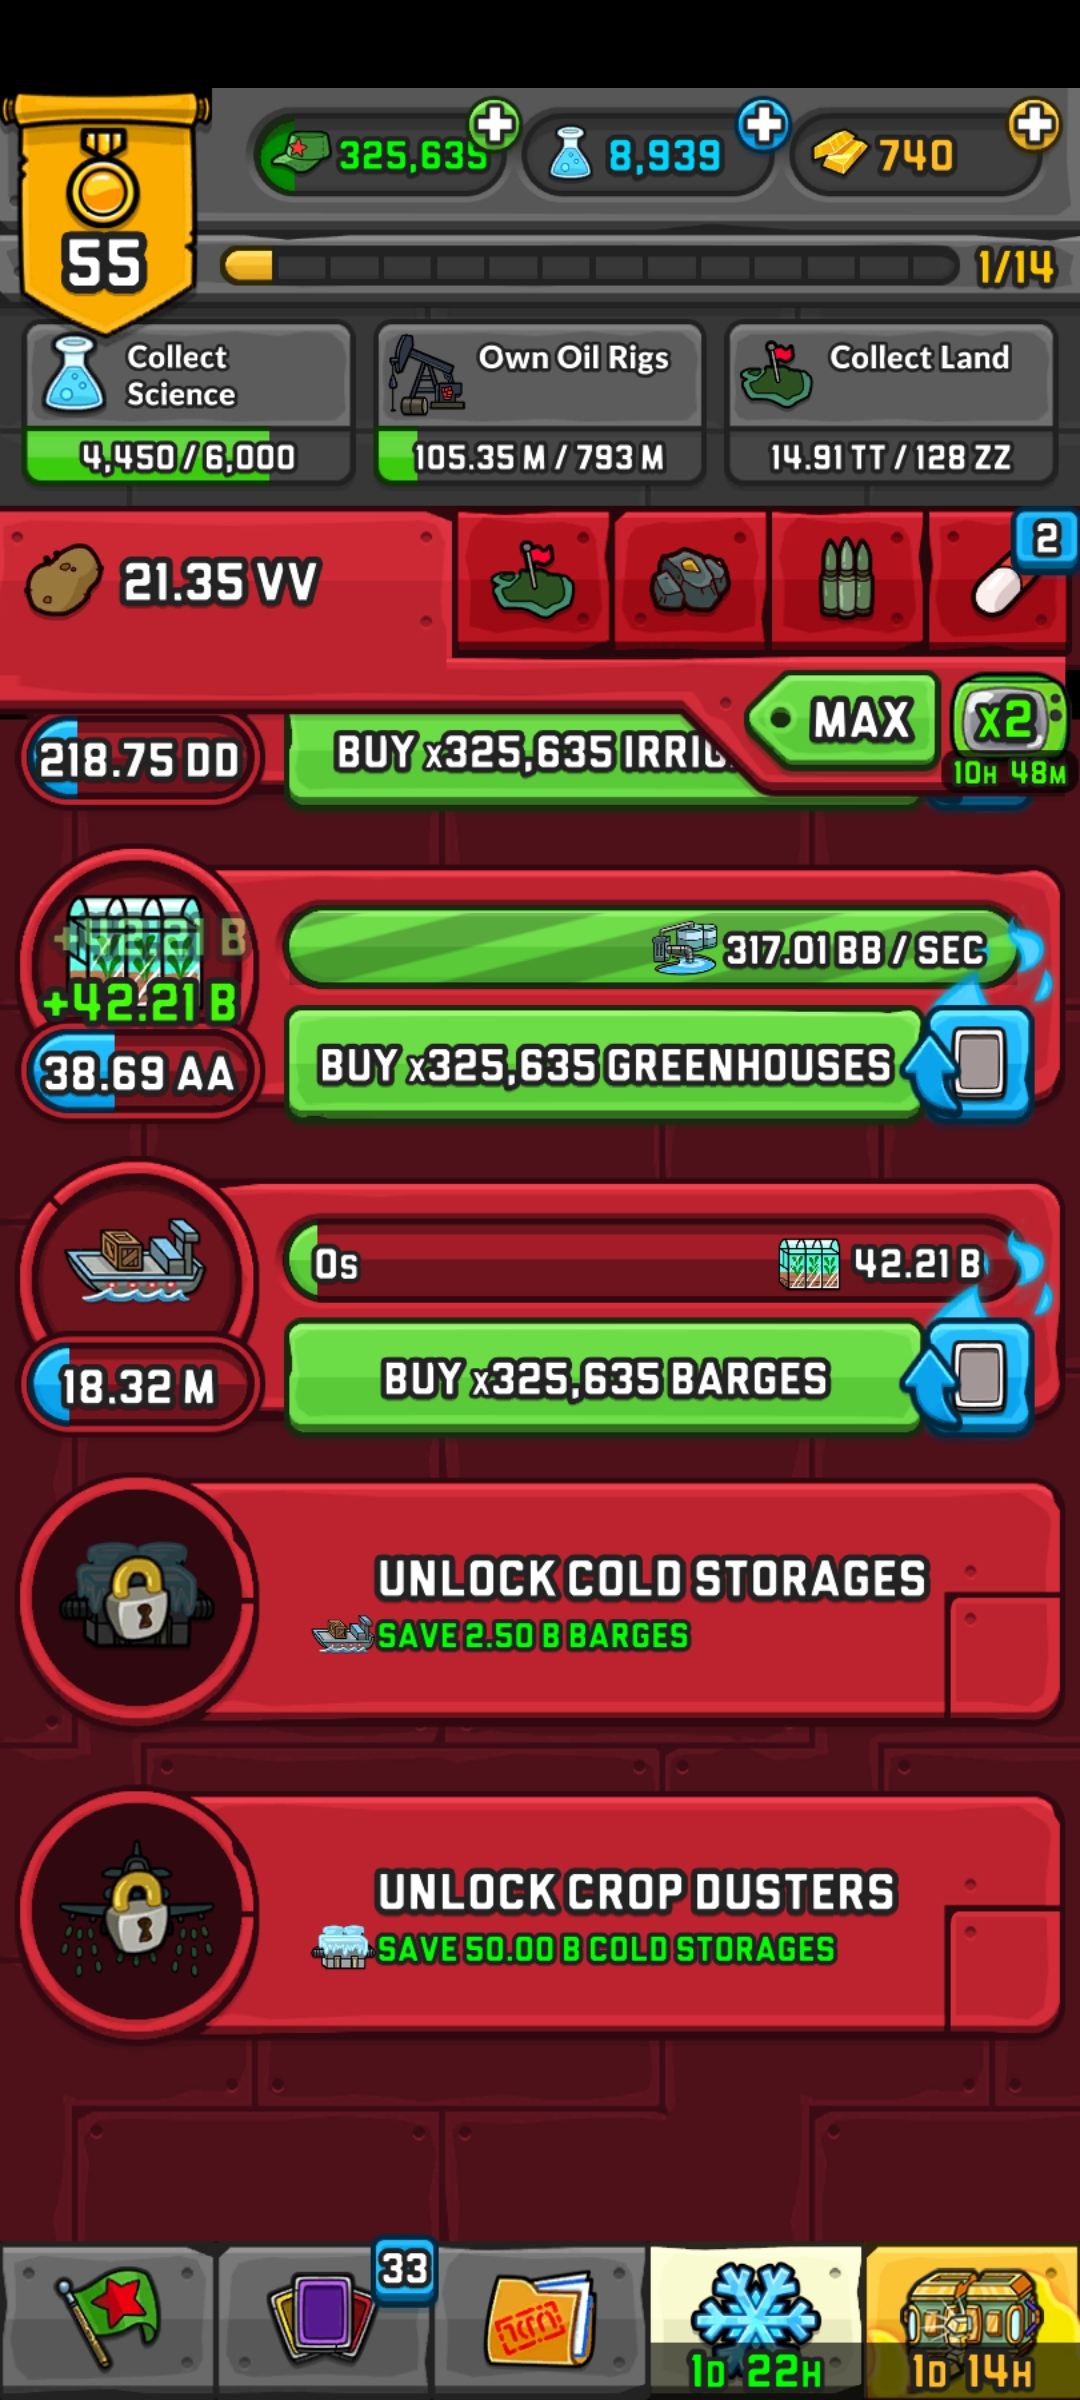 325,635
8,939
740
55
1/14
Collect
Science
4,450/6,000
Own Oil Rigs
105.35 M/793 M
Collect Land
14.91 TT/128 ZZ
21.35 VV
2
MAX
x2
10H 48M
218.75 DD
BUY x325,635 IRRIG
+42.21 B
+42.21 B
317.01 BB / SEC
38.69 AA
BUY x325,635 GREENHOUSES
0s
42.21 B
18.32 M
BUY x325,635 BARGES
UNLOCK COLD STORAGES
SAVE 2.50 B BARGES
UNLOCK CROP DUSTERS
SAVE 50.00 B COLD STORAGES
33
1D 22H
1D 14H